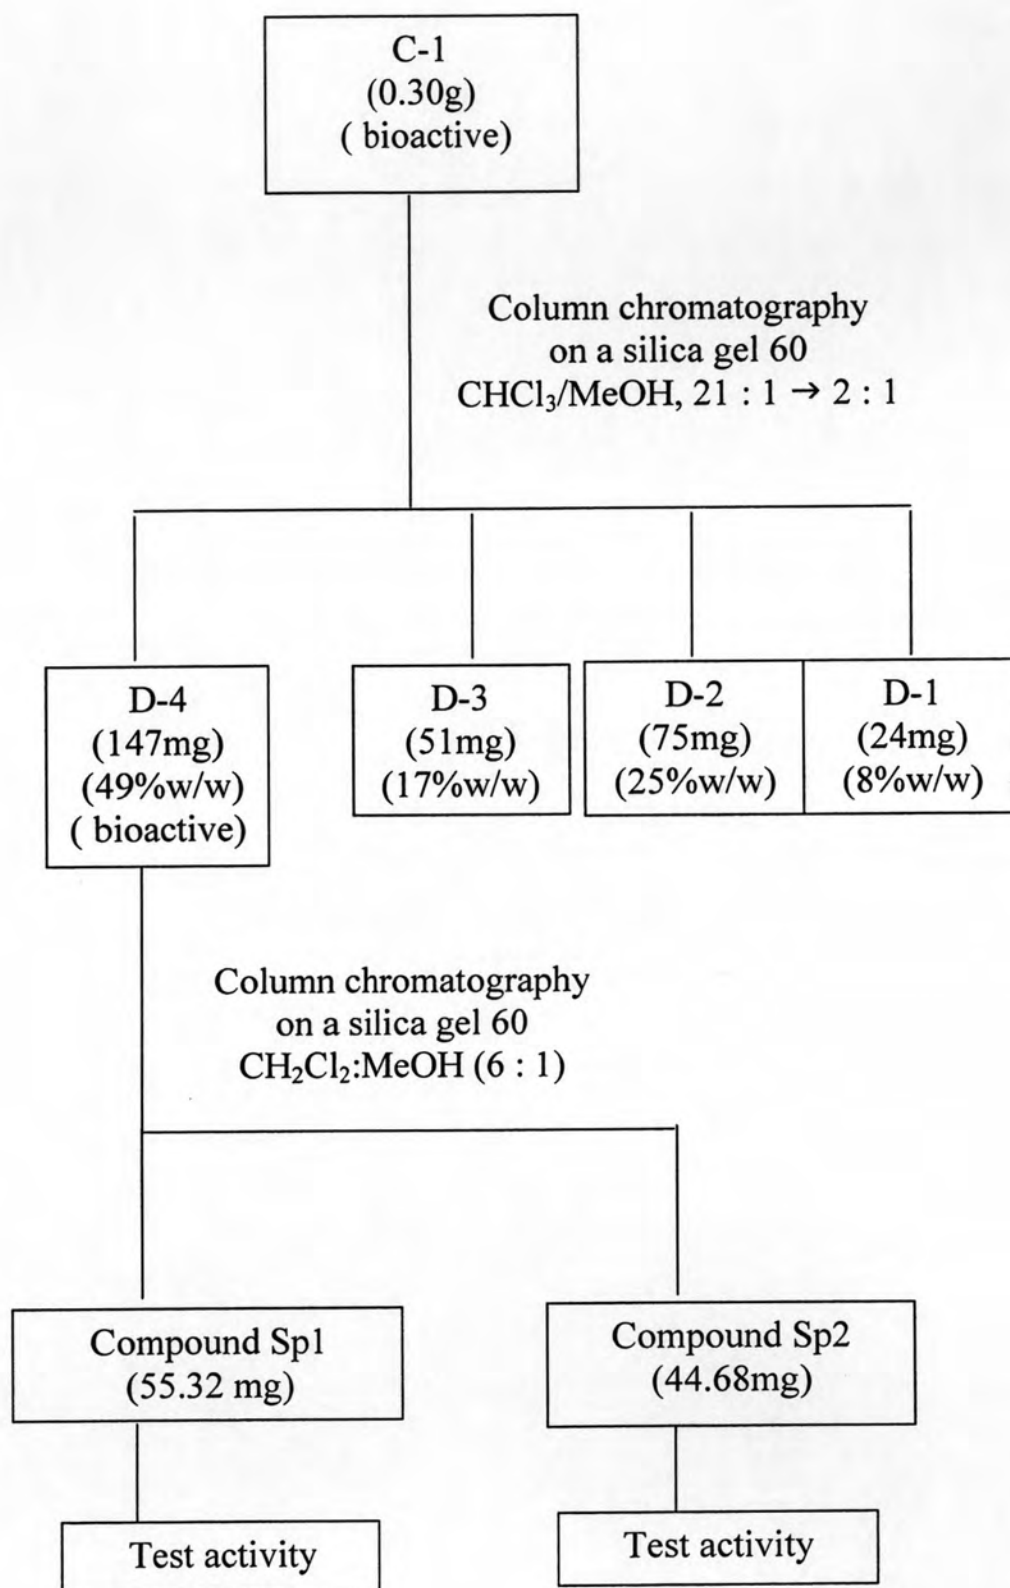 C-1
(0.30g)
( bioactive)
Column chromatography
on a silica gel 60
CHCl₃/MeOH, 21 : 1 → 2 : 1
D-4
(147mg)
(49%w/w)
( bioactive)
D-3
(51mg)
(17%w/w)
D-2
(75mg)
(25%w/w)
D-1
(24mg)
(8%w/w)
Column chromatography
on a silica gel 60
CH₂Cl₂:MeOH (6 : 1)
Compound Sp1
(55.32 mg)
Compound Sp2
(44.68mg)
Test activity
Test activity